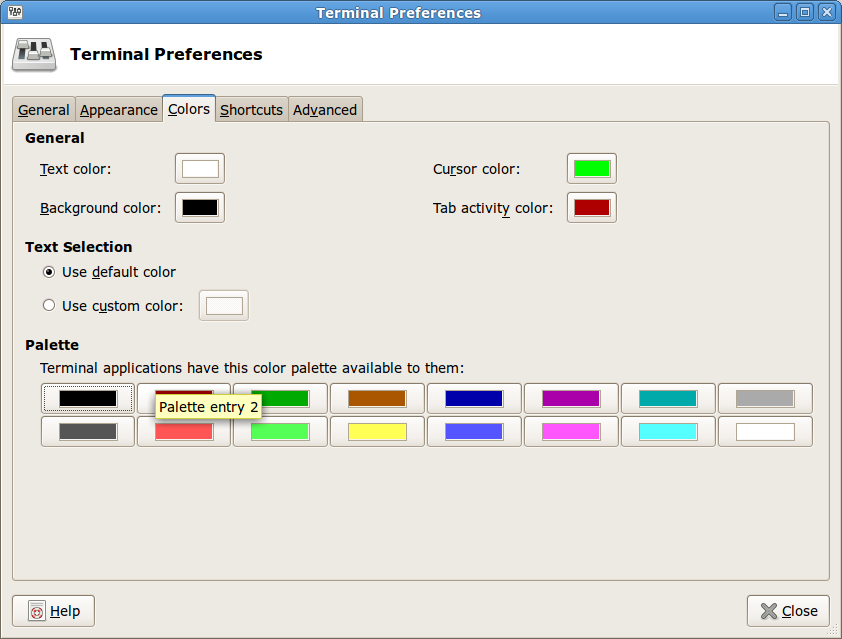 Terminal Preferences
Terminal Preferences
General Appearance Colors Shortcuts Advanced
General
Text color: Cursor color:
Background color: Tab activity color:
Text Selection
Use default color
Use custom color:
Palette
Terminal applications have this color palette available to them:
Palette entry 2
Help Close